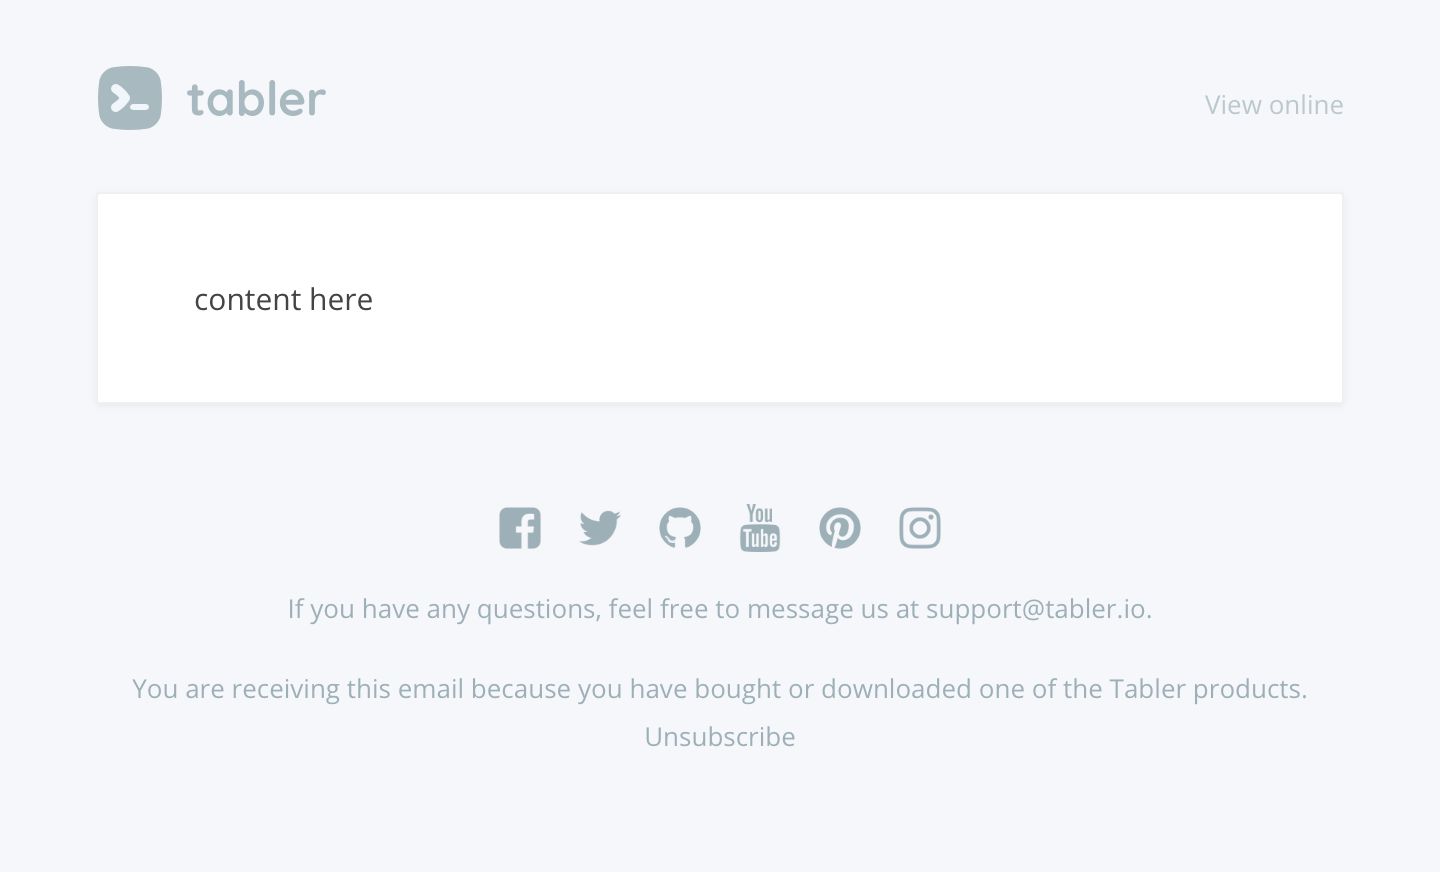 tabler
View online
content here
You
Tube
If you have any questions, feel free to message us at support@tabler.io.
You are receiving this email because you have bought or downloaded one of the Tabler products.
Unsubscribe